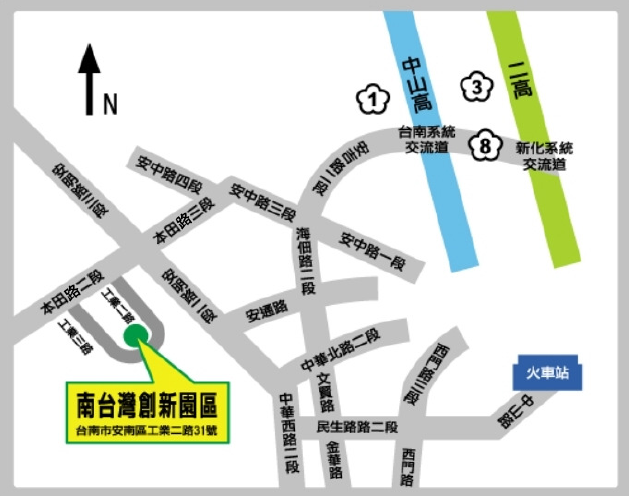 N
1
中山高
3
二高
台南系統
交流道
8
新化系統
交流道
安吉路二段
安明路三段
安中路四段
安中路三段
本田路三段
海佃路二段
安中路一段
本田路二段
工業二路
工業三路
安明路二段
安通路
中華北路二段
西門路三段
火車站
中山路
文賢路
南台灣創新園區
台南市安南區工業二路31號
中華西路二段
民生路路二段
金華路
西門路